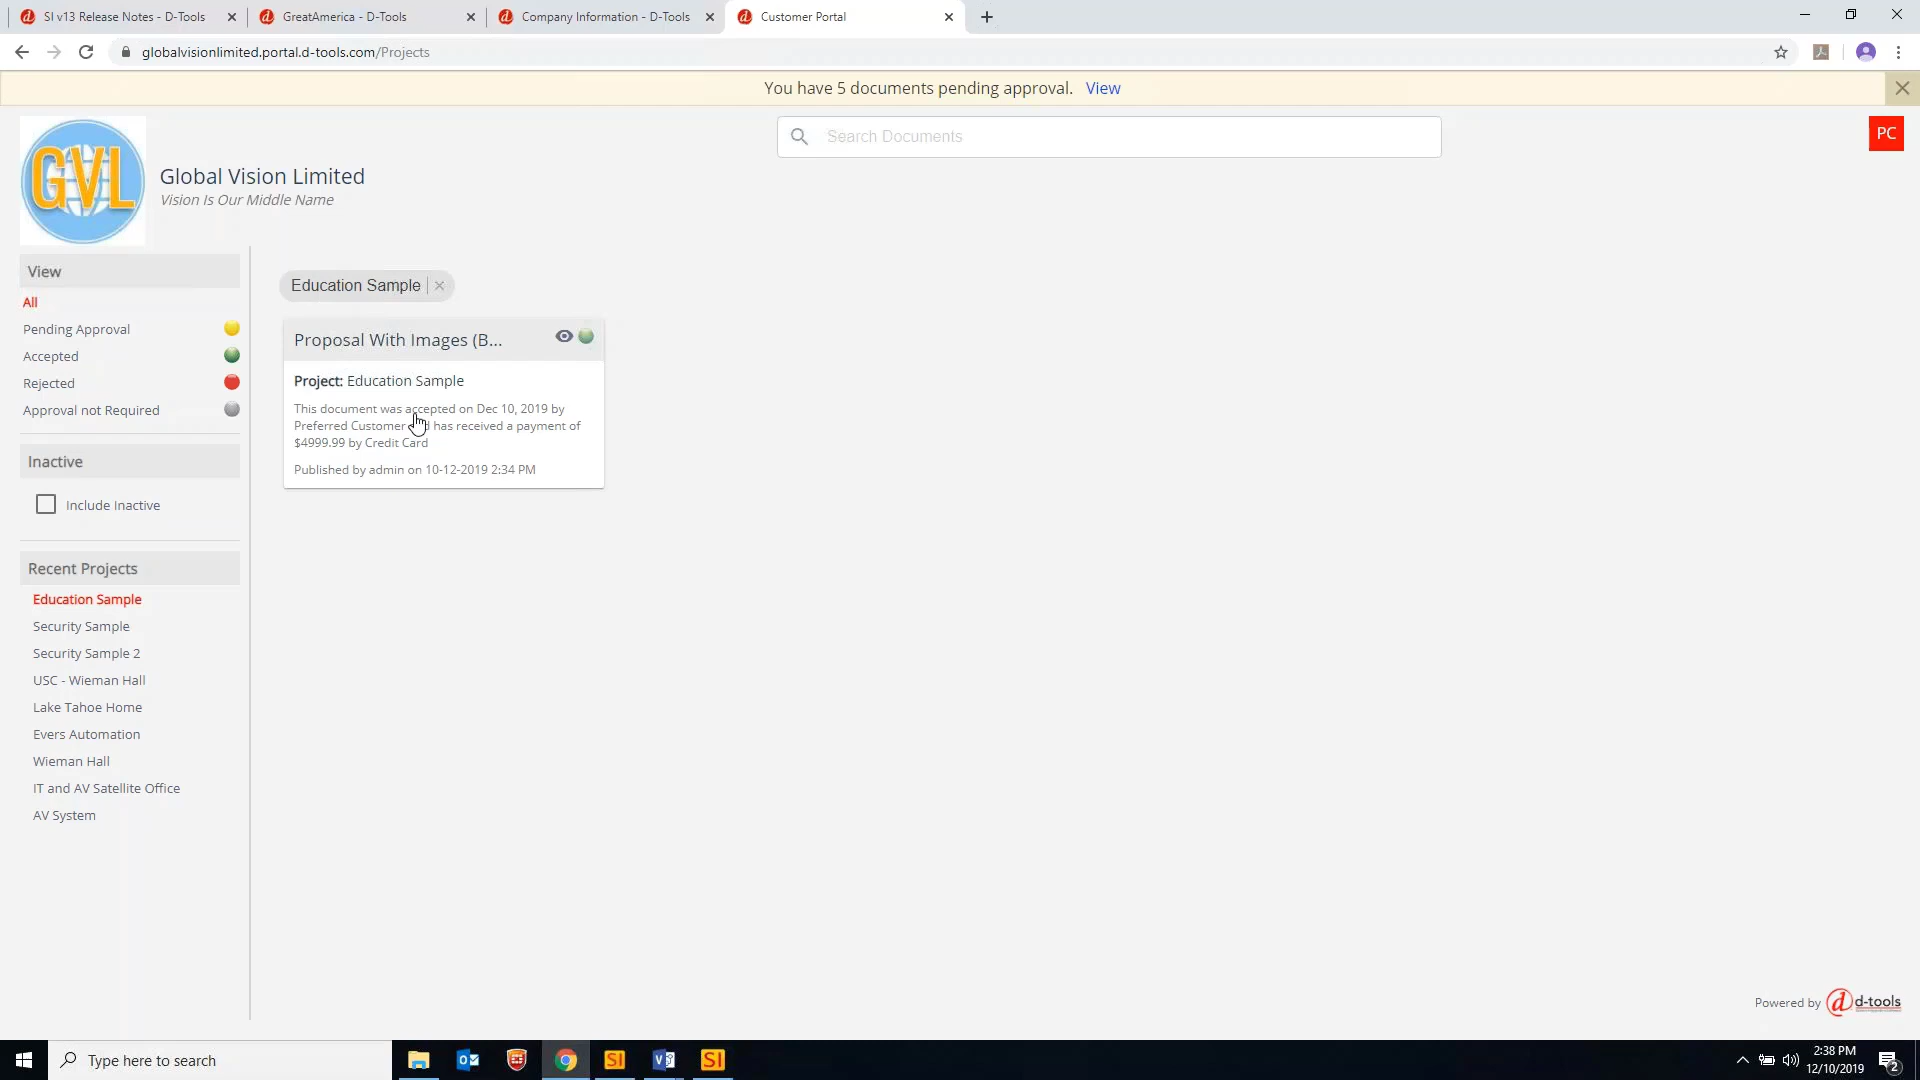 SI v13 Release Notes - D-Tools
GreatAmerica - D-Tools
Company Information - D-Tools
Customer Portal
globalvisionlimited.portal.d-tools.com/Projects
You have 5 documents pending approval. View
Search Documents
PC
GVL
Global Vision Limited
Vision Is Our Middle Name
View
All
Pending Approval
Accepted
Rejected
Approval not Required
Inactive
Include Inactive
Recent Projects
Education Sample
Security Sample
Security Sample 2
USC - Wieman Hall
Lake Tahoe Home
Evers Automation
Wieman Hall
IT and AV Satellite Office
AV System
Education Sample
Proposal With Images (B...
Project: Education Sample
This document was accepted on Dec 10, 2019 by
Preferred Customer has received a payment of
$4999.99 by Credit Card
Published by admin on 10-12-2019 2:34 PM
Powered by d-tools
Type here to search
SI
SI
2:38 PM
12/10/2019
2